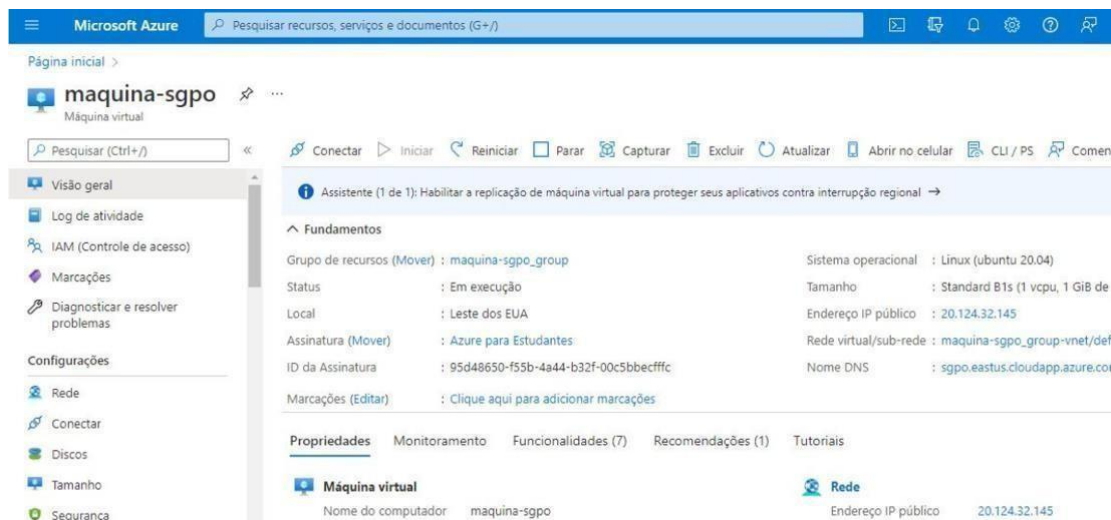 Microsoft Azure
Pesquisar recursos, serviços e documentos (G+/)
Página inicial >
maquina-sgpo
Máquina virtual
Pesquisar (Ctrl+/)
Visão geral
Log de atividade
IAM (Controle de acesso)
Marcações
Diagnosticar e resolver
problemas
Configurações
Rede
Conectar
Discos
Tamanho
Segurança
Conectar Iniciar Reiniciar Parar Capturar Excluir Atualizar Abrir no celular CLI / PS Comen
Assistente (1 de 1): Habilitar a replicação de máquina virtual para proteger seus aplicativos contra interrupção regional →
Fundamentos
Grupo de recursos (Mover) : maquina-sgpo_group
Status : Em execução
Local : Leste dos EUA
Assinatura (Mover) : Azure para Estudantes
ID da Assinatura : 95d48650-f55b-4a44-b32f-00c5bbecfffc
Marcações (Editar) : Clique aqui para adicionar marcações
Sistema operacional : Linux (ubuntu 20.04)
Tamanho : Standard B1s (1 vcpu, 1 GiB de
Endereço IP público : 20.124.32.145
Rede virtual/sub-rede : maquina-sgpo_group-vnet/def
Nome DNS : sgpo.eastus.cloudapp.azure.co
Propriedades Monitoramento Funcionalidades (7) Recomendações (1) Tutoriais
Máquina virtual
Nome do computador maquina-sgpo
Rede
Endereço IP público 20.124.32.145